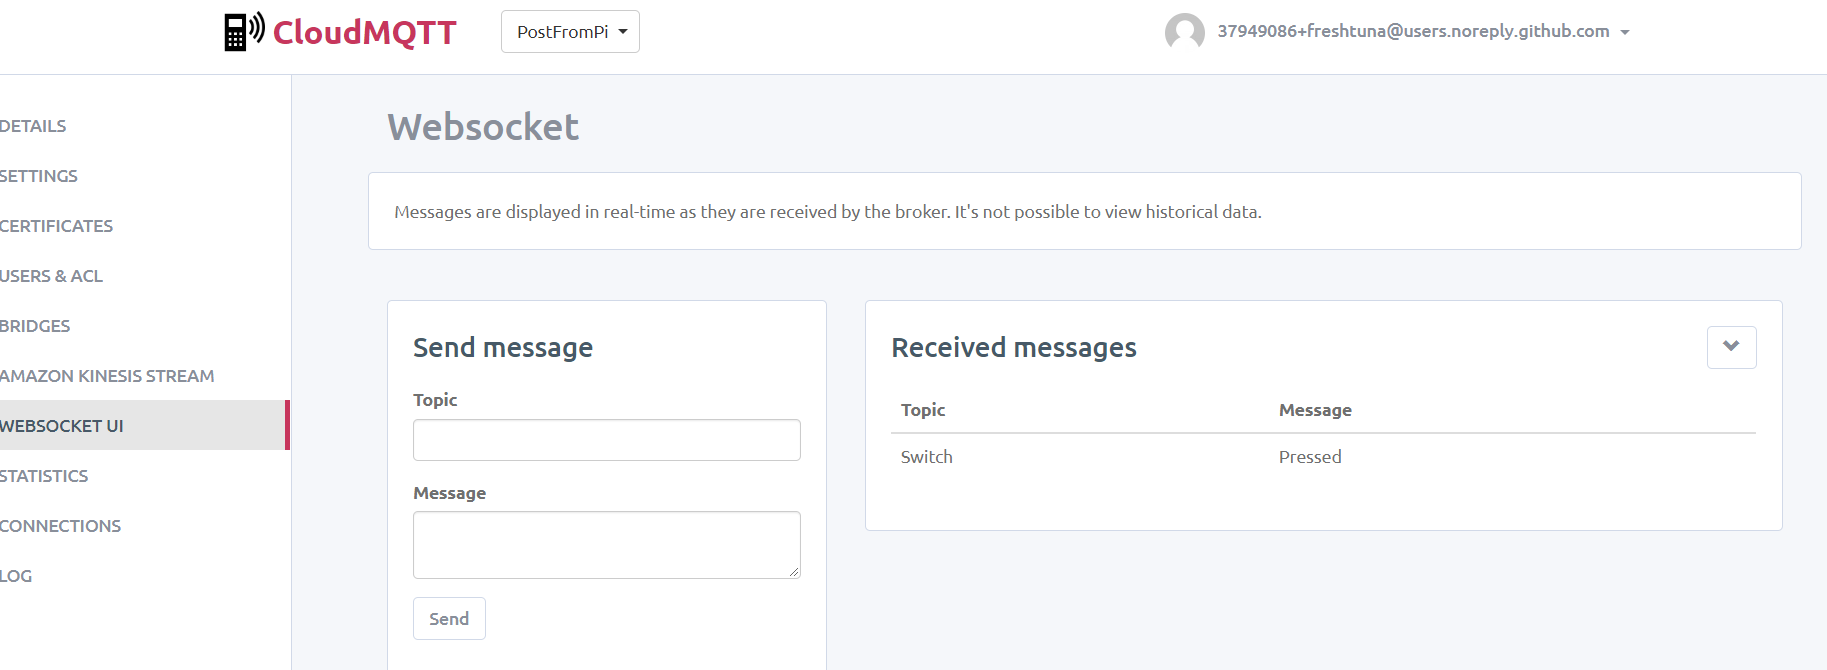 CloudMQTT
PostFromPi
37949086+freshtuna@users.noreply.github.com
DETAILS
SETTINGS
CERTIFICATES
USERS & ACL
BRIDGES
AMAZON KINESIS STREAM
WEBSOCKET UI
STATISTICS
CONNECTIONS
LOG
Websocket
Messages are displayed in real-time as they are received by the broker. It's not possible to view historical data.
Send message
Topic
Message
Send
Received messages
Topic Message
Switch Pressed